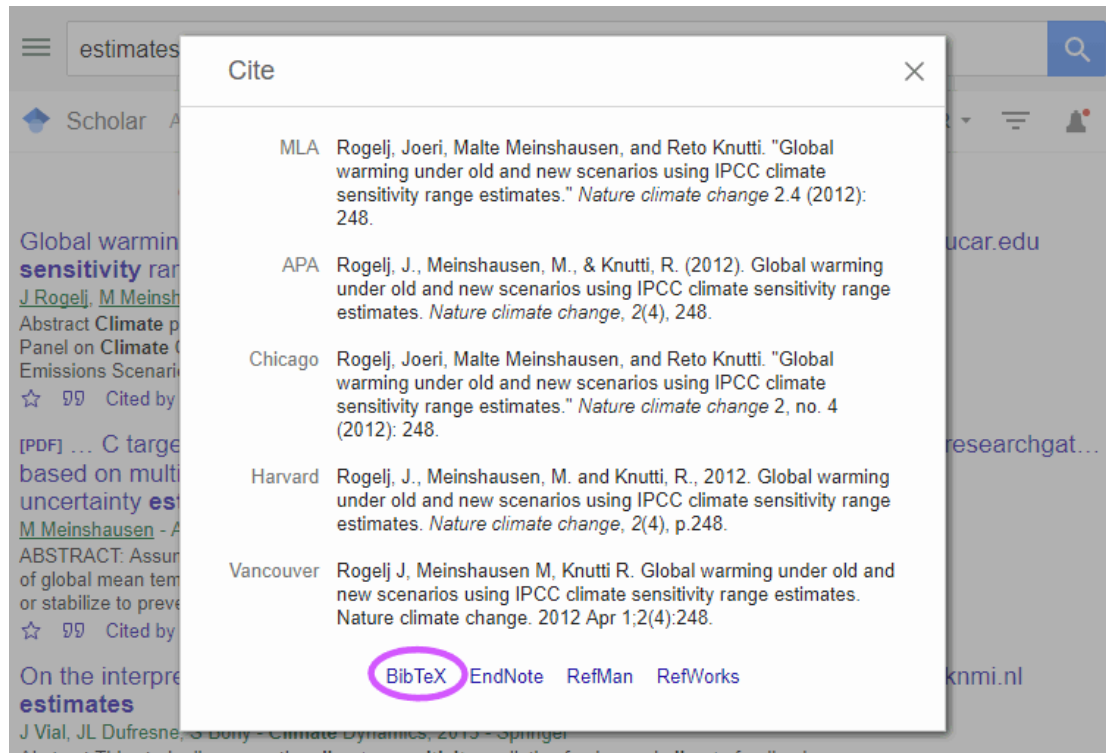 estimates
Cite
Scholar
MLA Rogelj, Joeri, Malte Meinshausen, and Reto Knutti. "Global
warming under old and new scenarios using IPCC climate
sensitivity range estimates." Nature climate change 2.4 (2012):
248.
APA Rogelj, J., Meinshausen, M., & Knutti, R. (2012). Global warming
under old and new scenarios using IPCC climate sensitivity range
estimates. Nature climate change, 2(4), 248.
Chicago Rogelj, Joeri, Malte Meinshausen, and Reto Knutti. "Global
warming under old and new scenarios using IPCC climate
sensitivity range estimates." Nature climate change 2, no. 4
(2012): 248.
Harvard Rogelj, J., Meinshausen, M. and Knutti, R., 2012. Global warming
under old and new scenarios using IPCC climate sensitivity range
estimates. Nature climate change, 2(4), p.248.
Vancouver Rogelj J, Meinshausen M, Knutti R. Global warming under old and
new scenarios using IPCC climate sensitivity range estimates.
Nature climate change. 2012 Apr 1;2(4):248.
BibTeX EndNote RefMan RefWorks
Global warmin
sensitivity ran
J Rogelj, M Meinsh
Abstract Climate p
Panel on Climate
Emissions Scenari
Cited by
ucar.edu
[PDF] … C targe
based on multi
uncertainty es
M Meinshausen - A
ABSTRACT: Assur
of global mean tem
or stabilize to preve
Cited by
researchgat…
On the interpre
estimates
J Vial, JL Dufresne, S Bony - Climate Dynamics, 2013 - Springer
knmi.nl